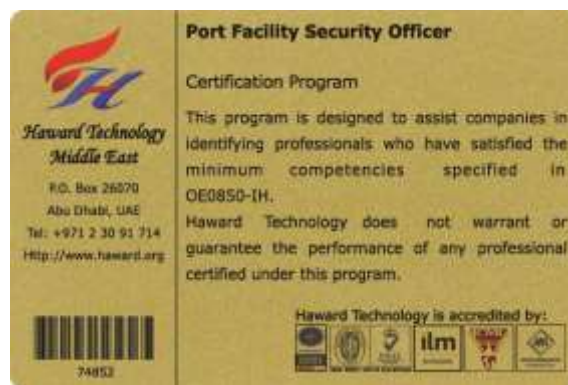 Haward Technology
Middle East
P.O. Box 26070
Abu Dhabi, UAE
Tel: +971 2 30 91 714
Http://www.haward.org
74852
Port Facility Security Officer
Certification Program
This program is designed to assist companies in
identifying professionals who have satisfied the
minimum competencies specified in
OE0850-IH.
Haward Technology does not warrant or
guarantee the performance of any professional
certified under this program.
Haward Technology is accredited by:
ilm